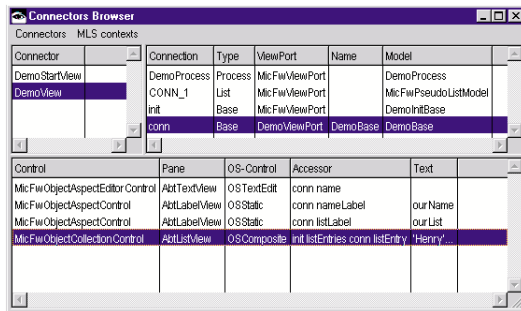 Connectors Browser
Connectors MLS contexts
Connector
DemoStartView
DemoView
Connection Type ViewPort Name Model
DemoProcess Process MicFwViewPort DemoProcess
CONN_1 List MicFwViewPort MicFwPseudoListModel
init Base MicFwViewPort DemoInitBase
conn Base DemoViewPort DemoBase DemoBase
Control Pane OS-Control Accessor Text
MicFwObjectAspectEditorControl AbtTextView OSTextEdit conn name
MicFwObjectAspectControl AbtLabelView OSStatic conn nameLabel ourName
MicFwObjectAspectControl AbtLabelView OSStatic conn listLabel ourList
MicFwObjectCollectionControl AbtListView OSComposite init listEntries conn listEntry 'Henry'...